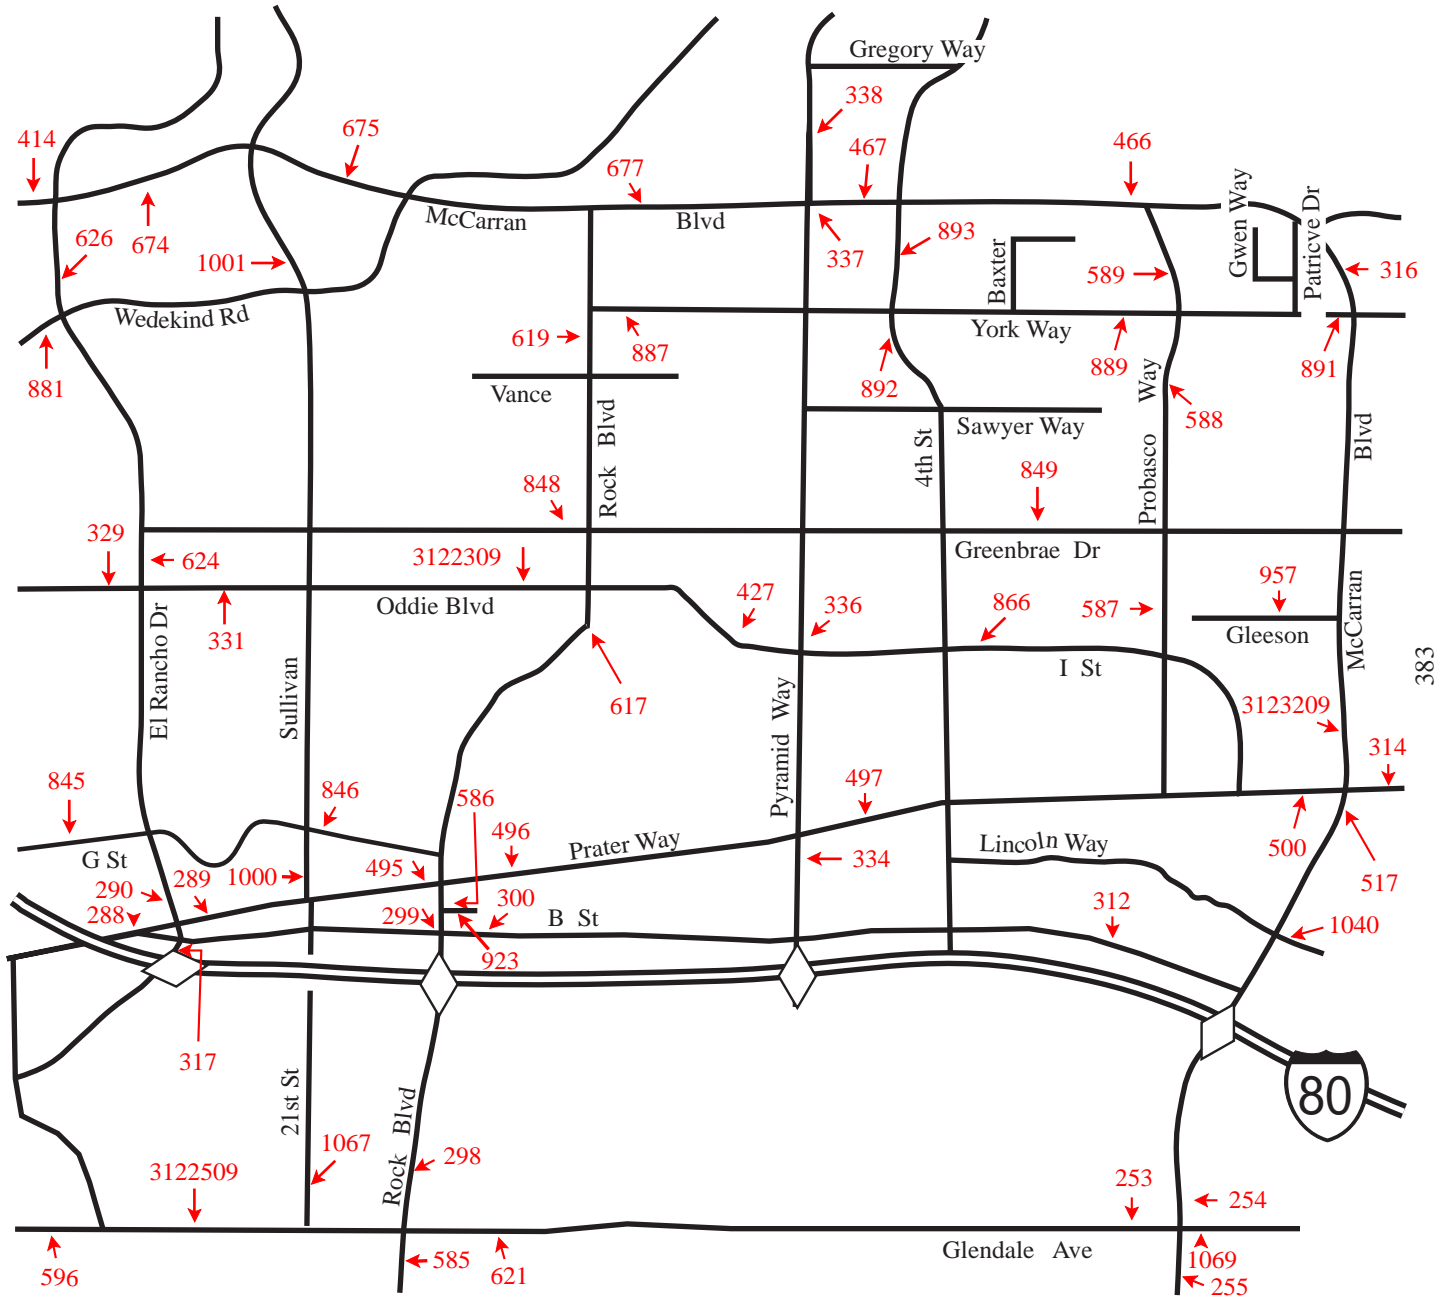 Gregory Way
338
414
675
467
466
677
Gwen Way
Patricve Dr
McCarran
Blvd
626
674
1001
893
337
Baxter
589
316
Wedekind Rd
York Way
619
887
889
891
881
892
Vance
Rock Blvd
588
Sawyer Way
4th St
Probasco Way
McCarran Blvd
848
849
329
624
3122309
Greenbrae Dr
957
427
336
866
587
Oddie Blvd
331
Gleeson
El Rancho Dr
Sullivan
I St
383
617
Pyramid Way
3123209
314
845
846
586
497
496
Prater Way
Lincoln Way
G St
500
334
290
289
1000
495
517
288
299
300
B St
312
1040
923
317
80
21st St
Rock Blvd
1067
298
3122509
253
254
Glendale Ave
596
585
621
1069
255